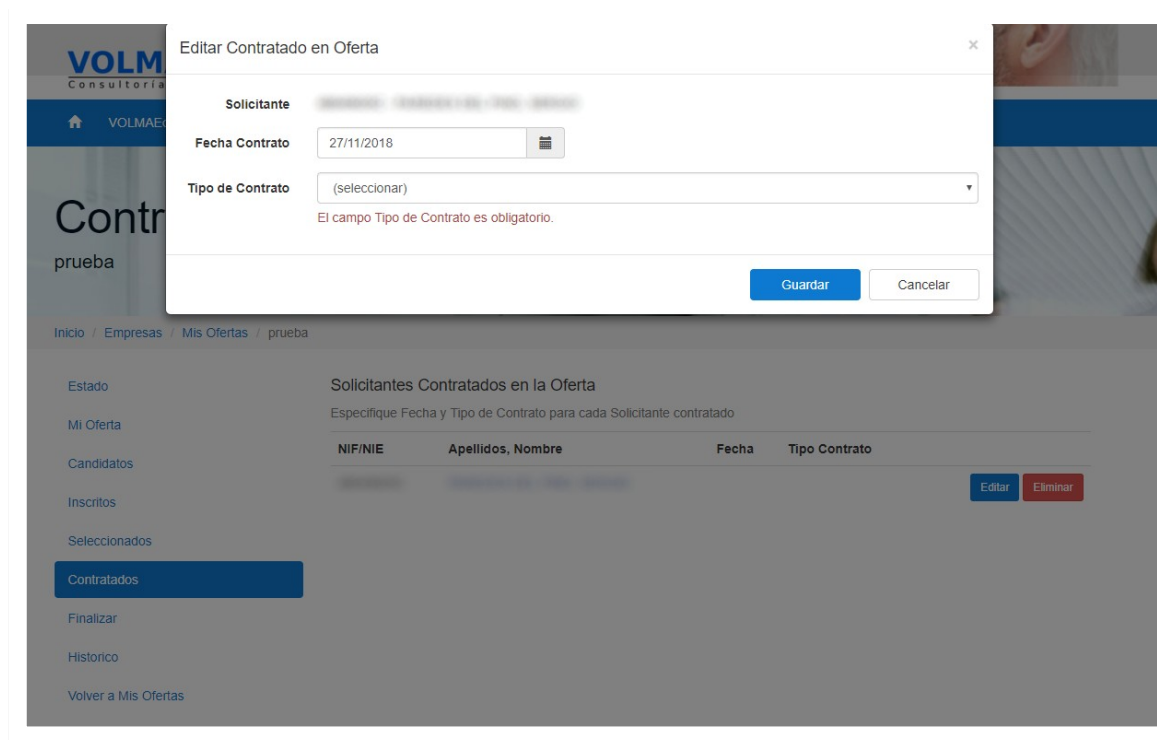 Editar Contratado en Oferta ×
VOLM
Consultoría
Solicitante
VOLMAE
Fecha Contrato 27/11/2018
Tipo de Contrato (seleccionar)
El campo Tipo de Contrato es obligatorio.
Contr
prueba
Guardar Cancelar
Inicio / Empresas / Mis Ofertas / prueba
Estado
Mi Oferta
Candidatos
Inscritos
Seleccionados
Contratados
Finalizar
Historico
Volver a Mis Ofertas
Solicitantes Contratados en la Oferta
Especifique Fecha y Tipo de Contrato para cada Solicitante contratado
NIF/NIE Apellidos, Nombre Fecha Tipo Contrato
Editar Eliminar